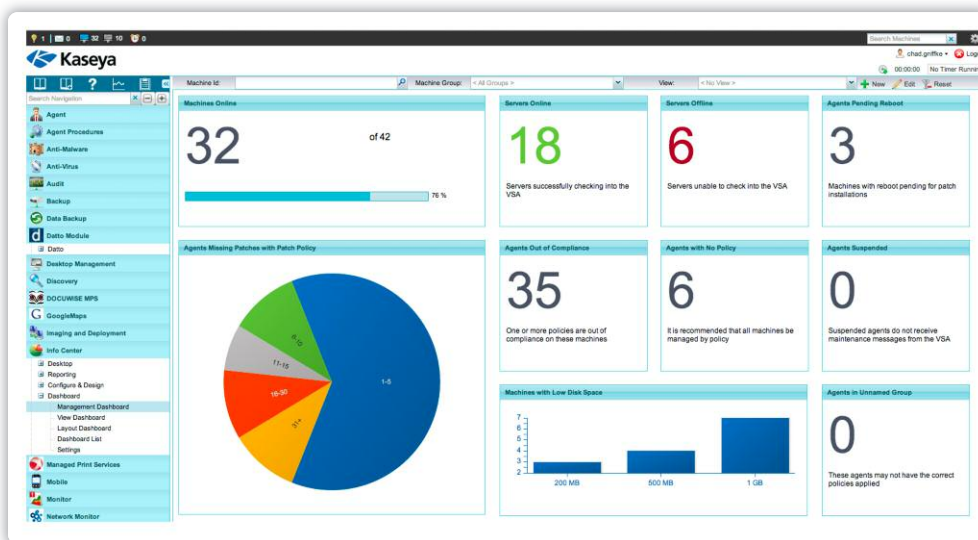 1 0 32 10 0
Search Machines
Kaseya
chad.gniffko
Log
00:00:00 No Timer Runnin
Machine Id: Machine Group: < All Groups > View: < No View > New Edit Reset
Search Navigation
Agent
Agent Procedures
Anti-Malware
Anti-Virus
Audit
Backup
Data Backup
Datto Module
Datto
Desktop Management
Discovery
DOCUWISE MPS
GoogleMaps
Imaging and Deployment
Info Center
Desktop
Reporting
Configure & Design
Dashboard
Management Dashboard
View Dashboard
Layout Dashboard
Dashboard List
Settings
Managed Print Services
Mobile
Monitor
Network Monitor
Machines Online
32
of 42
76 %
Servers Online
18
Servers successfully checking into the
VSA
Servers Offline
6
Servers unable to check into the VSA
Agents Pending Reboot
3
Machines with reboot pending for patch
installations
Agents Missing Patches with Patch Policy
6-10
11-15
16-30
31+
1-5
Agents Out of Compliance
35
One or more policies are out of
compliance on these machines
Agents with No Policy
6
It is recommended that all machines be
managed by policy
Agents Suspended
0
Suspended agents do not receive
maintenance messages from the VSA
Machines with Low Disk Space
7
6
5
4
3
2
200 MB
500 MB
1 GB
Agents in Unnamed Group
0
These agents may not have the correct
policies applied